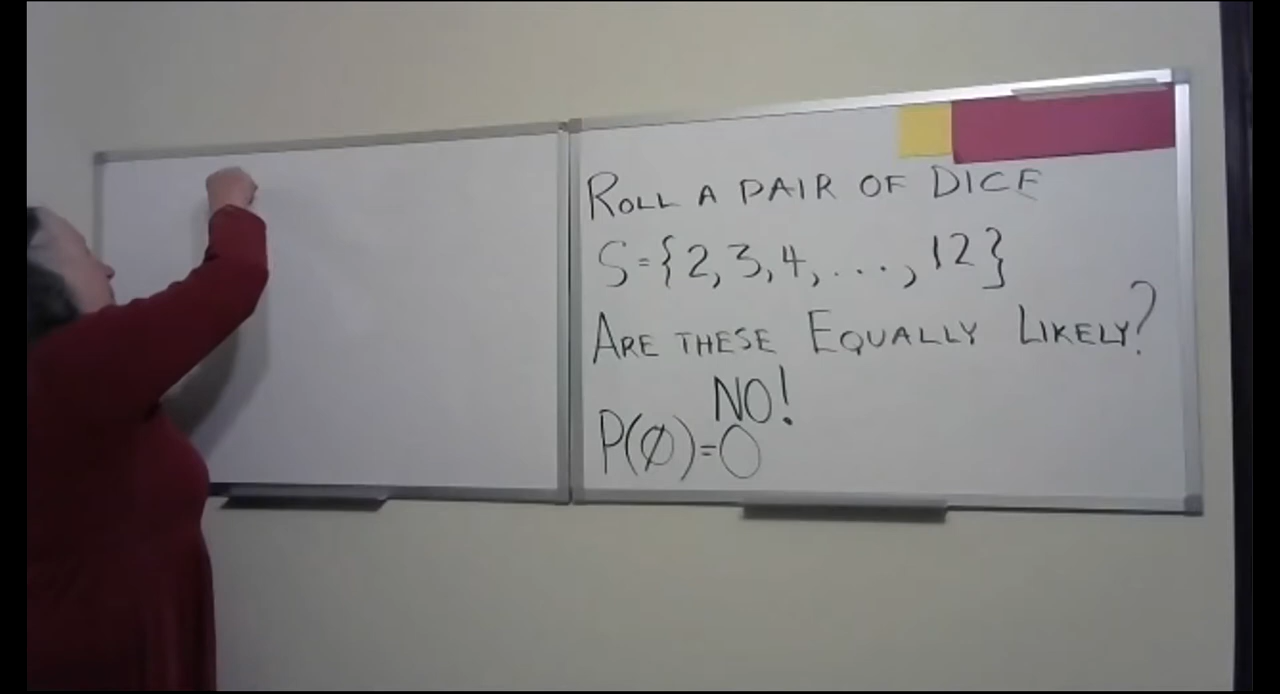 ROLL A PAIR OF DICE
S={2,3,4,...,12}
ARE THESE EQUALLY LIKELY?
NO!
P(∅)=0